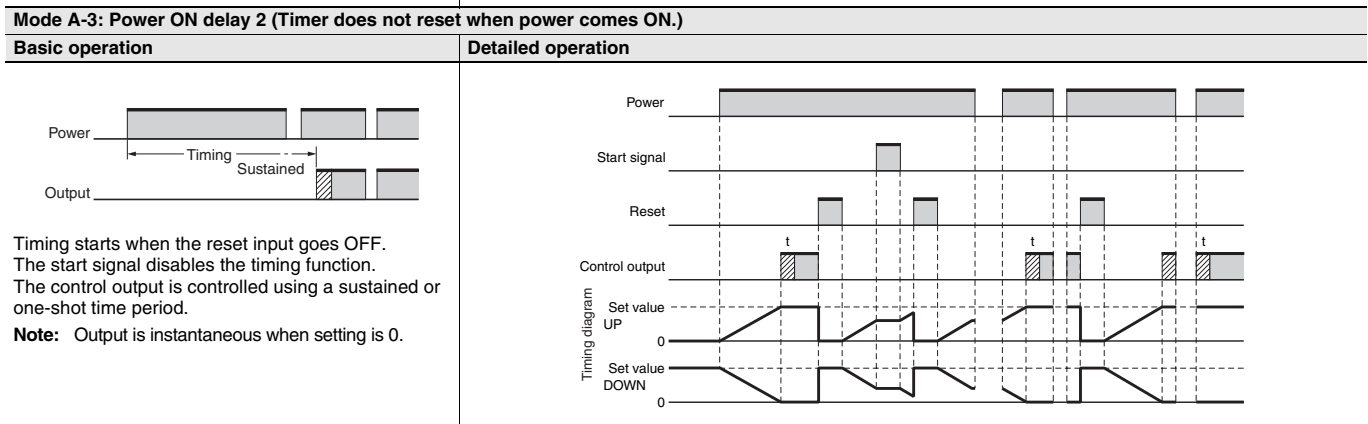 Mode A-3: Power ON delay 2 (Timer does not reset when power comes ON.)
Basic operation
Detailed operation
Power
Timing
Sustained
Output
Timing starts when the reset input goes OFF.
The start signal disables the timing function.
The control output is controlled using a sustained or
one-shot time period.
Note: Output is instantaneous when setting is 0.
Power
Start signal
Reset
t
t
t
Control output
Timing diagram
Set value
UP
0
Set value
DOWN
0